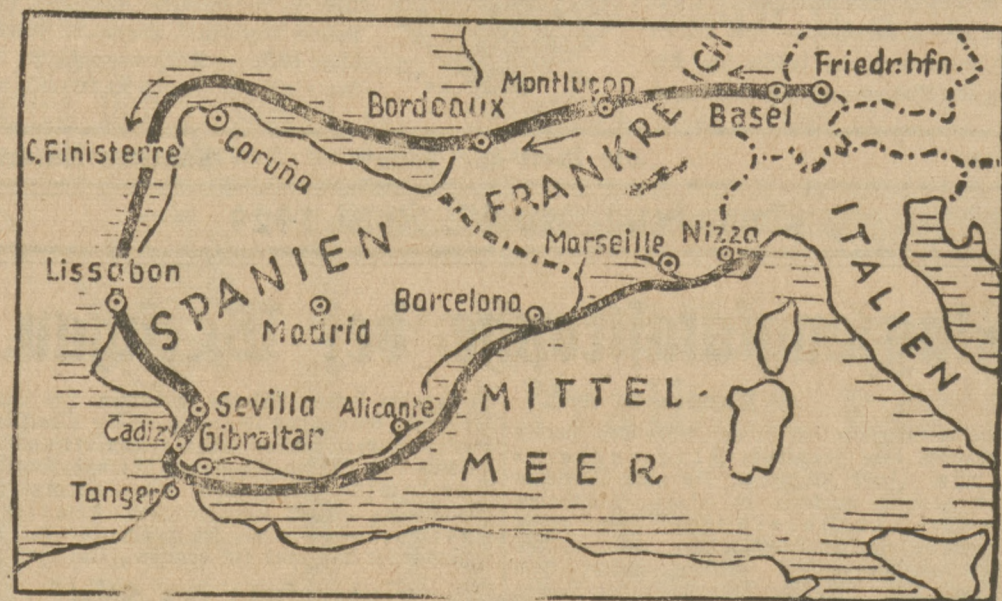 Friedr.hfn.
Montluçon
FRANKREICH
Bordeaux
Basel
C. Finisterre
Coruña
ITALIEN
SPANIEN
Marseille
Nizza
Lissabon
Barcelona
Madrid
Sevilla
Alicante
MITTEL-
Cadiz
Gibraltar
MEER
Tanger